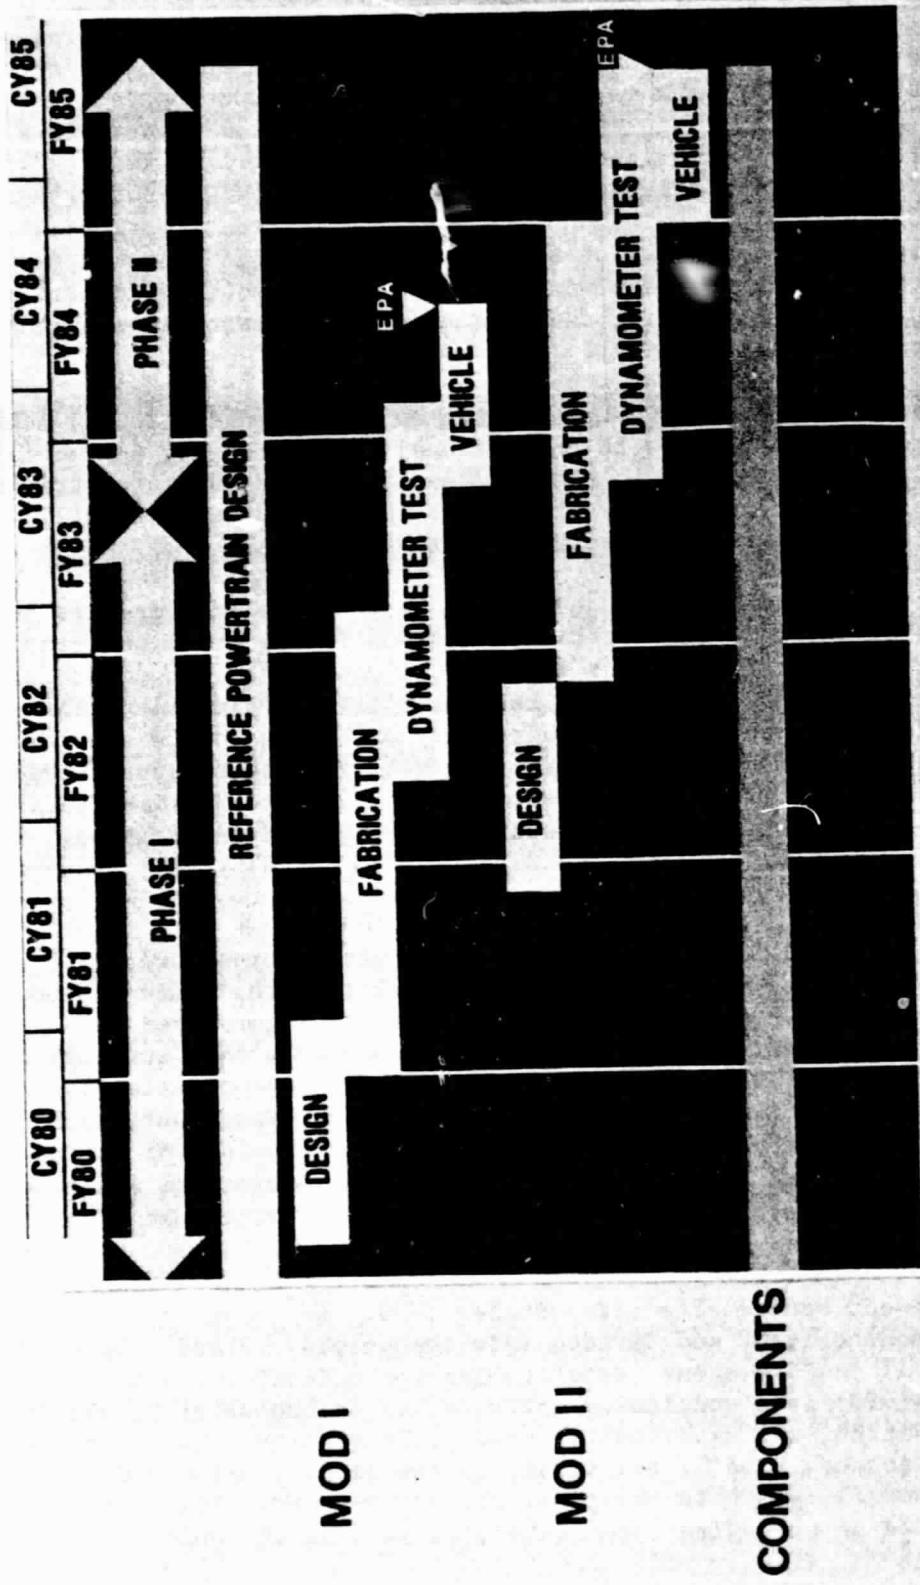 CY80 CY81 CY82 CY83 CY84 CY85
FY80 FY81 FY82 FY83 FY84 FY85
PHASE I PHASE II
REFERENCE POWERTRAIN DESIGN
MOD I
DESIGN
FABRICATION
EPA
DYNAMOMETER TEST
VEHICLE
MOD II
DESIGN
FABRICATION
EPA
DYNAMOMETER TEST
VEHICLE
COMPONENTS